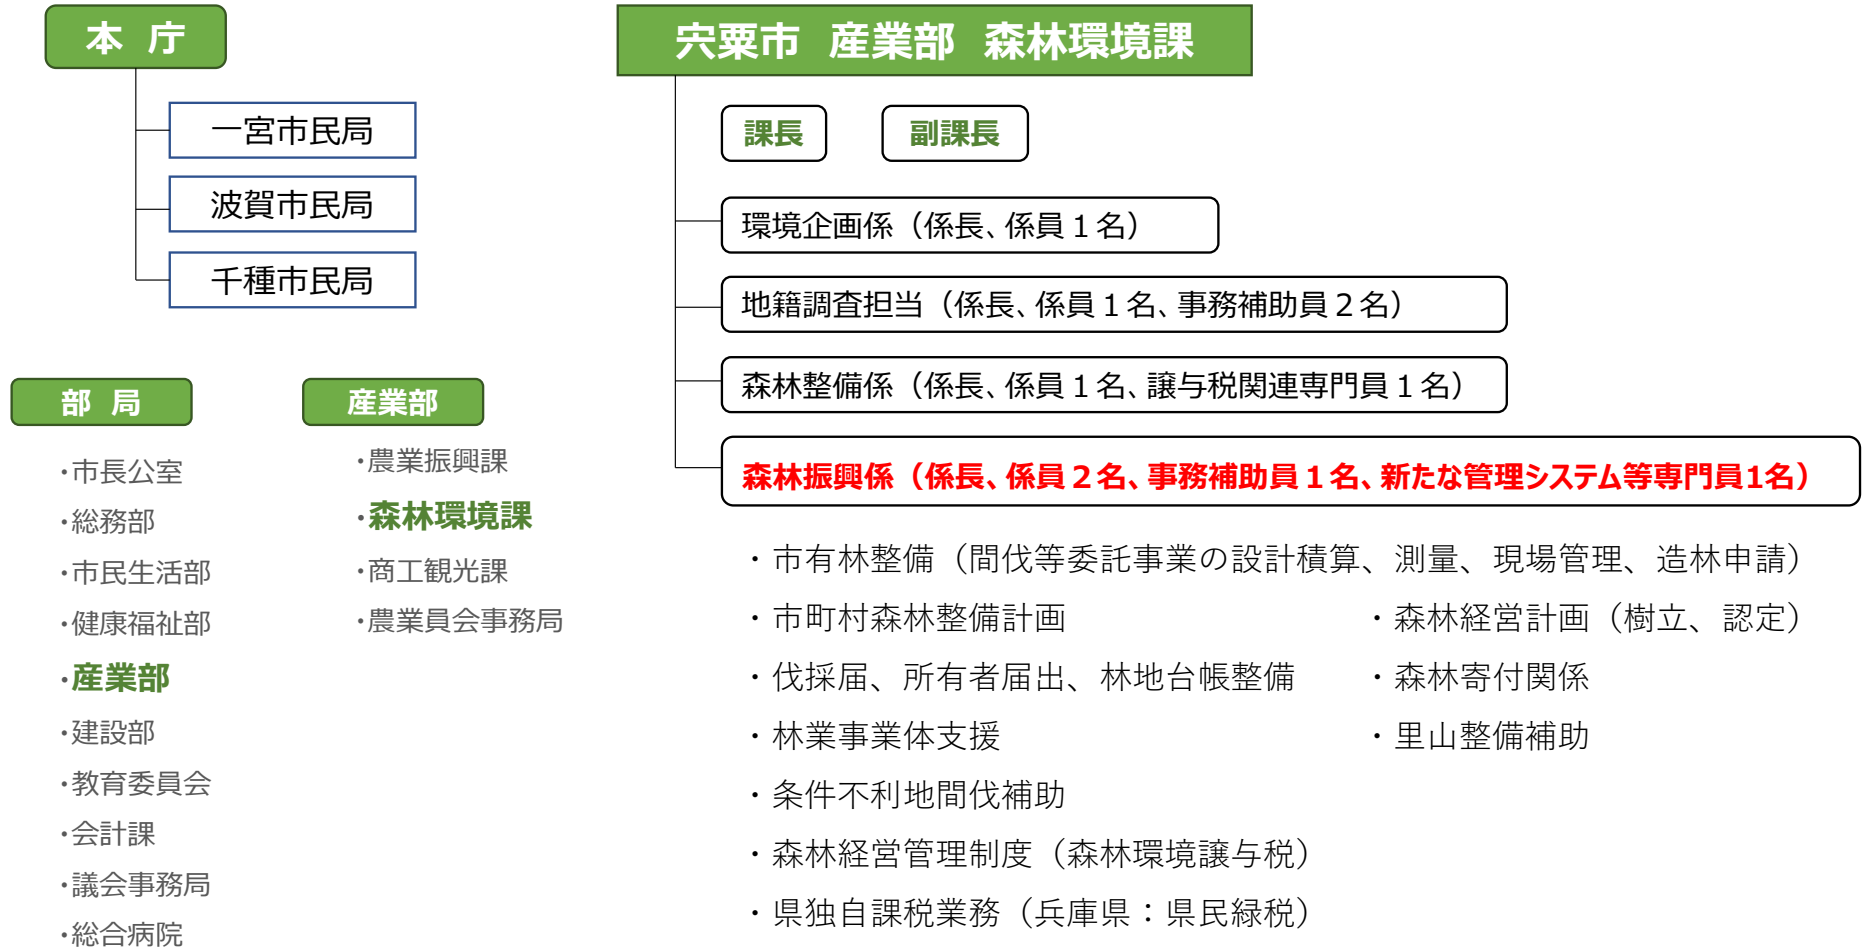 本 庁
一宮市民局
波賀市民局
千種市民局
部 局
・市長公室
・総務部
・市民生活部
・健康福祉部
・産業部
・建設部
・教育委員会
・会計課
・議会事務局
・総合病院
産業部
・農業振興課
・森林環境課
・商工観光課
・農業員会事務局
宍粟市 産業部 森林環境課
課長
副課長
環境企画係（係長、係員１名）
地籍調査担当（係長、係員１名、事務補助員２名）
森林整備係（係長、係員１名、譲与税関連専門員１名）
森林振興係（係長、係員２名、事務補助員１名、新たな管理システム等専門員1名）
・市有林整備（間伐等委託事業の設計積算、測量、現場管理、造林申請）
・市町村森林整備計画
・森林経営計画（樹立、認定）
・伐採届、所有者届出、林地台帳整備
・森林寄付関係
・林業事業体支援
・里山整備補助
・条件不利地間伐補助
・森林経営管理制度（森林環境譲与税）
・県独自課税業務（兵庫県：県民緑税）